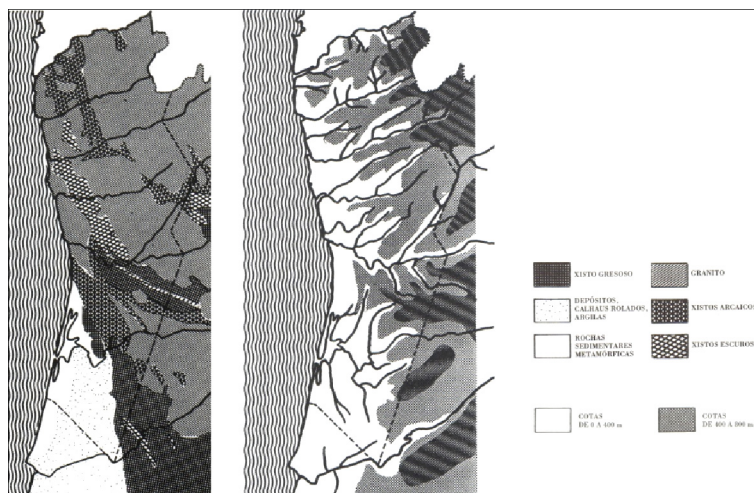 XISTO GRESOSO
GRANITO
DEPÓSITOS,
CALHAUS ROLADOS,
ARGILAS
XISTOS ARCAICOS
ROCHAS
SEDIMENTARES
METAMÓRFICAS
XISTOS ESCUROS
COTAS
DE 0 A 400 m
COTAS
DE 400 A 800 m